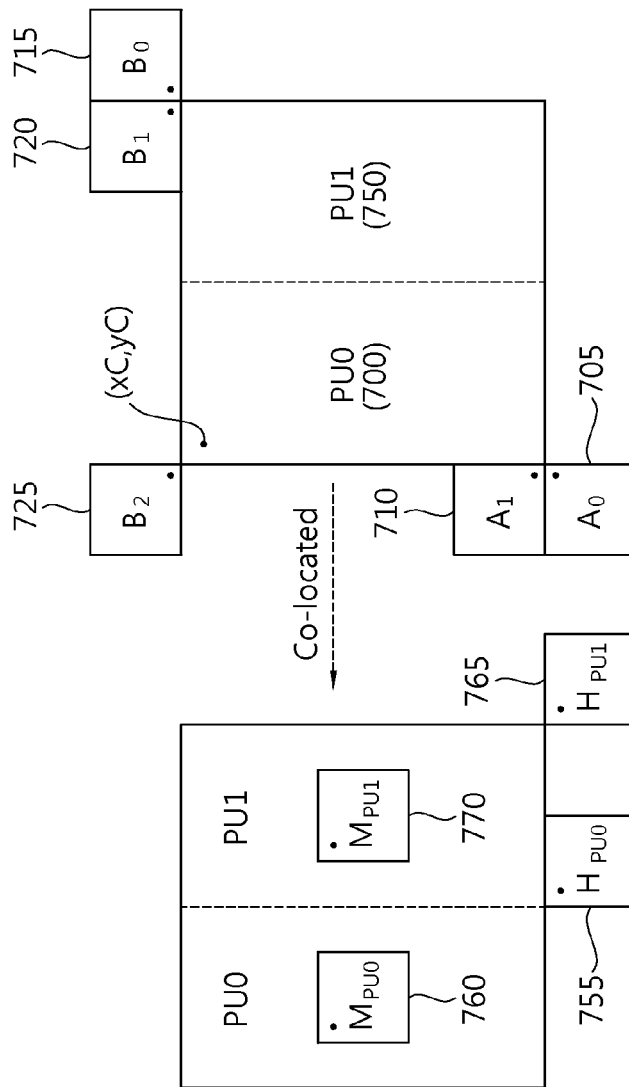 725
720
715
(xC,yC)
B2
B1
B0
PU0
PU1
Co-located
PU0
(700)
PU1
(750)
MPU0
MPU1
710
760
770
765
A1
HPU0
HPU1
A0
705
755